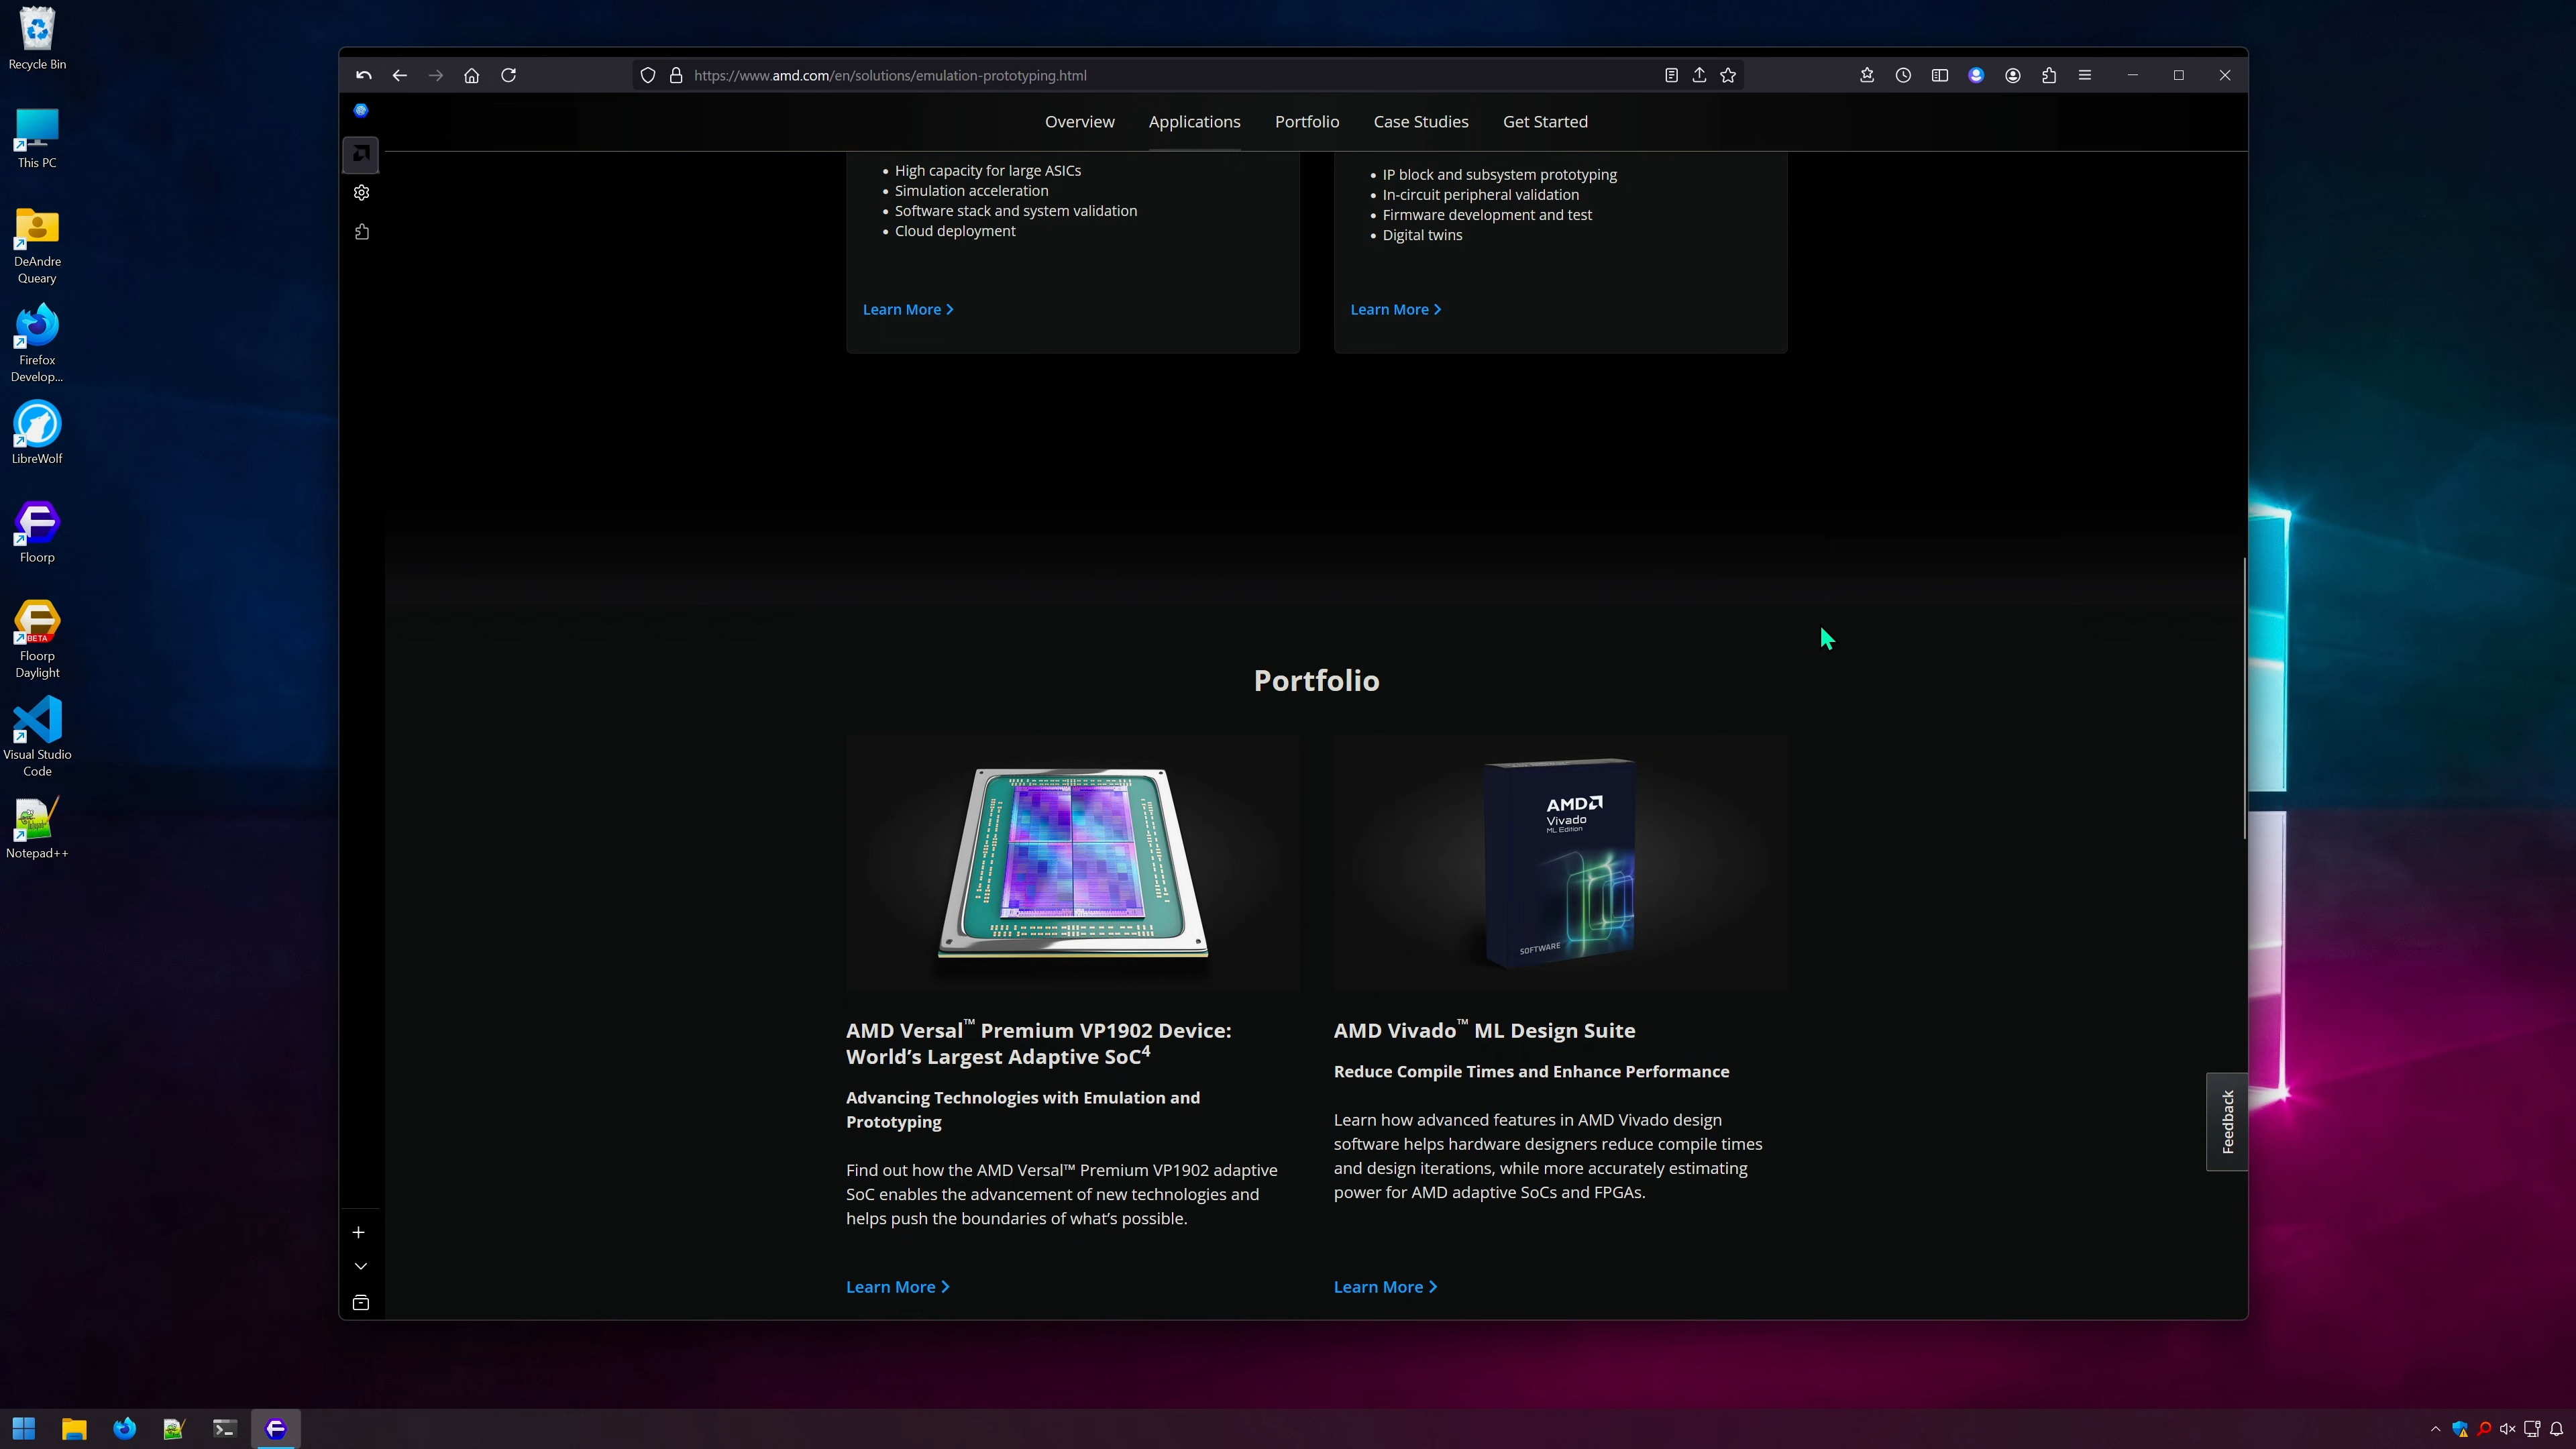 Recycle Bin
This PC
DeAndre
Queary
Firefox
Develop...
LibreWolf
Floorp
BETA
Floorp
Daylight
Visual Studio
Code
Notepad++
https://www.amd.com/en/solutions/emulation-prototyping.html
Overview
Applications
Portfolio
Case Studies
Get Started
• High capacity for large ASICs
• Simulation acceleration
• Software stack and system validation
• Cloud deployment
Learn More
• IP block and subsystem prototyping
• In-circuit peripheral validation
• Firmware development and test
• Digital twins
Learn More
Portfolio
AMD Versal™ Premium VP1902 Device:
World’s Largest Adaptive SoC4
Advancing Technologies with Emulation and
Prototyping
Find out how the AMD Versal™ Premium VP1902 adaptive
SoC enables the advancement of new technologies and
helps push the boundaries of what’s possible.
Learn More
AMD
Vivado
ML Edition
SOFTWARE
AMD Vivado™ ML Design Suite
Reduce Compile Times and Enhance Performance
Learn how advanced features in AMD Vivado design
software helps hardware designers reduce compile times
and design iterations, while more accurately estimating
power for AMD adaptive SoCs and FPGAs.
Learn More
Feedback